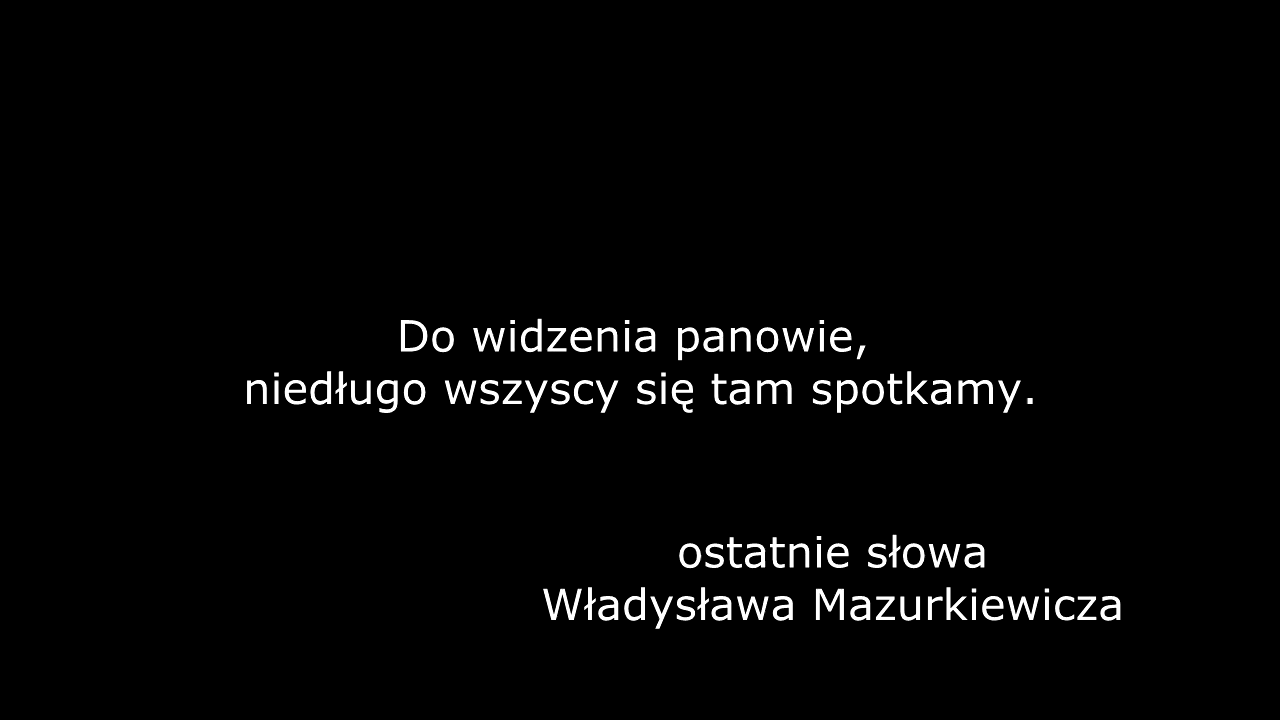 Do widzenia panowie,
niedługo wszyscy się tam spotkamy.
ostatnie słowa
Władysława Mazurkiewicza